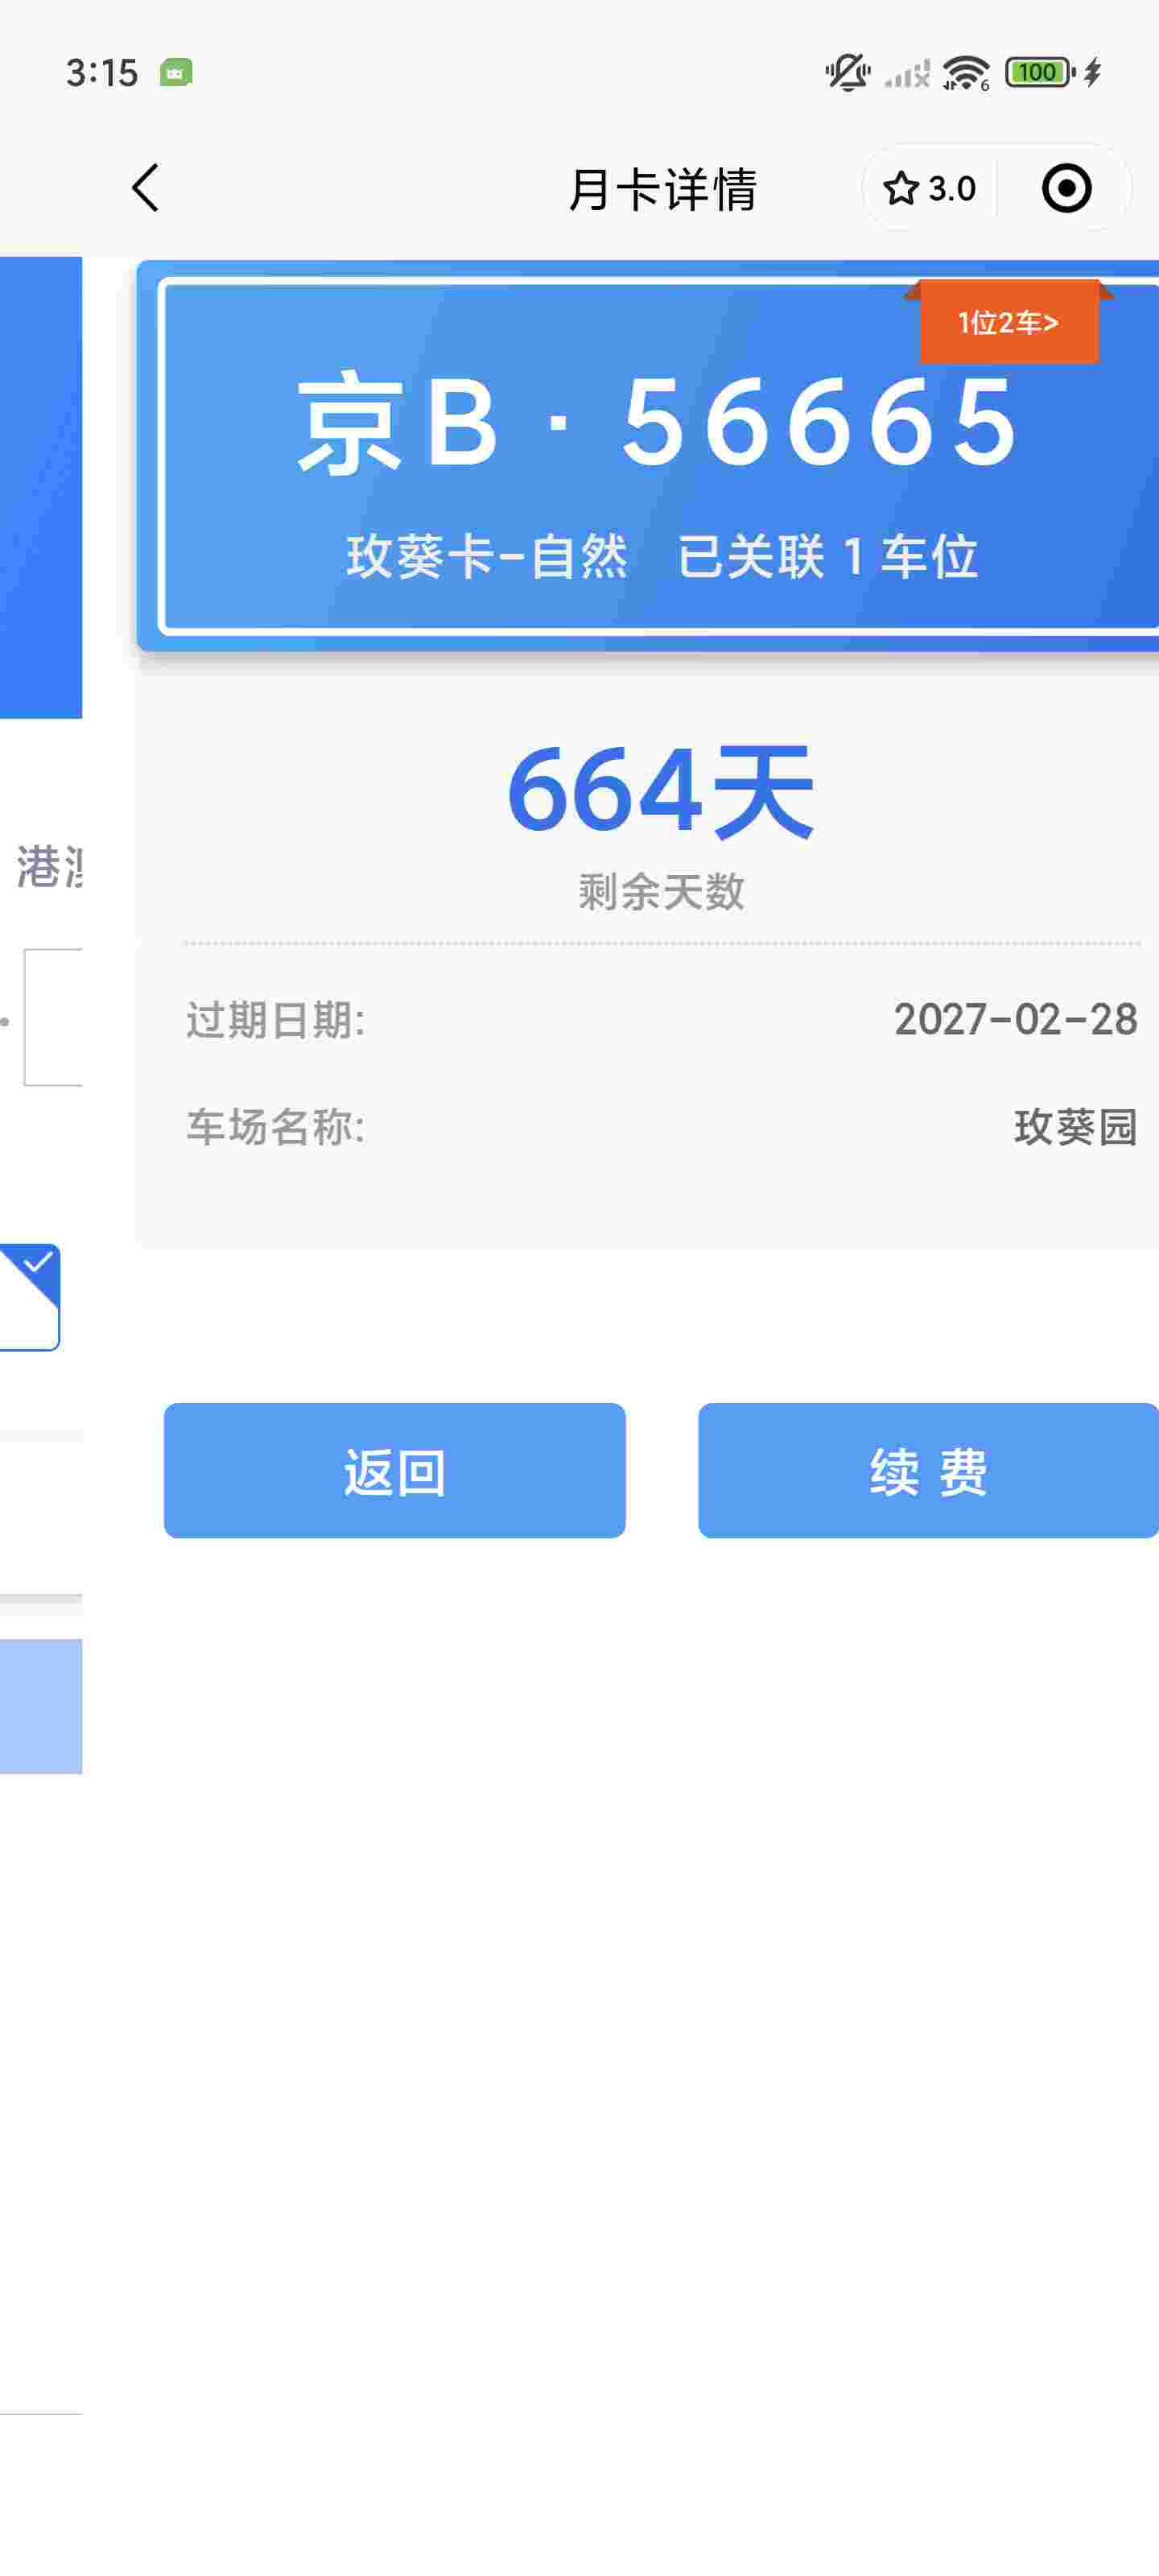 3:15
6
100
月卡详情
3.0
1位2车>
京B·56665
玫葵卡-自然 已关联 1 车位
664天
剩余天数
港
过期日期: 2027-02-28
车场名称: 玫葵园
返回
续 费